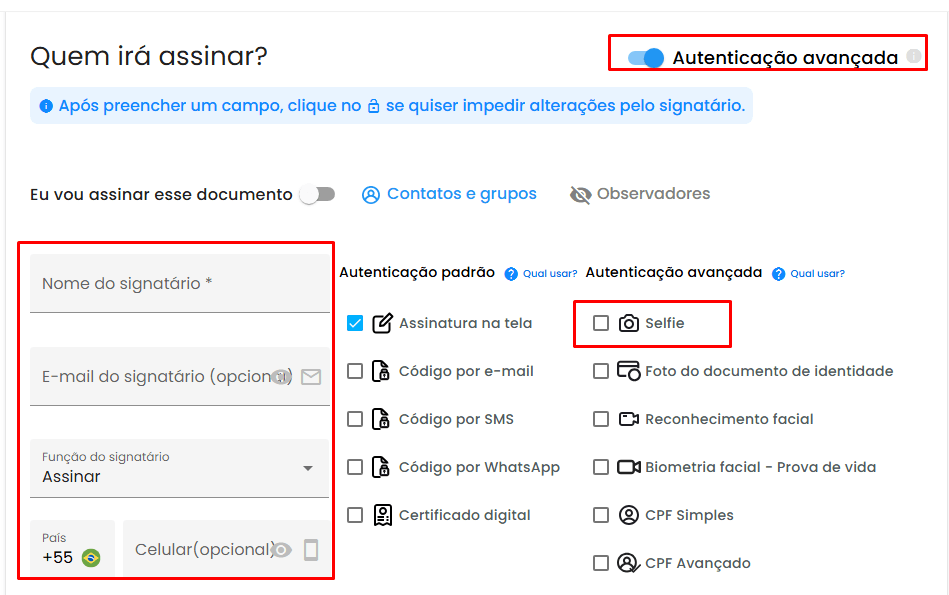 Quem irá assinar?
Autenticação avançada
Após preencher um campo, clique no se quiser impedir alterações pelo signatário.
Eu vou assinar esse documento
Contatos e grupos
Observadores
Nome do signatário *
E-mail do signatário (opcional)
Função do signatário
Assinar
País
+55
Celular(opcional)
Autenticação padrão
Qual usar?
Assinatura na tela
Código por e-mail
Código por SMS
Código por WhatsApp
Certificado digital
Autenticação avançada
Qual usar?
Selfie
Foto do documento de identidade
Reconhecimento facial
Biometria facial - Prova de vida
CPF Simples
CPF Avançado